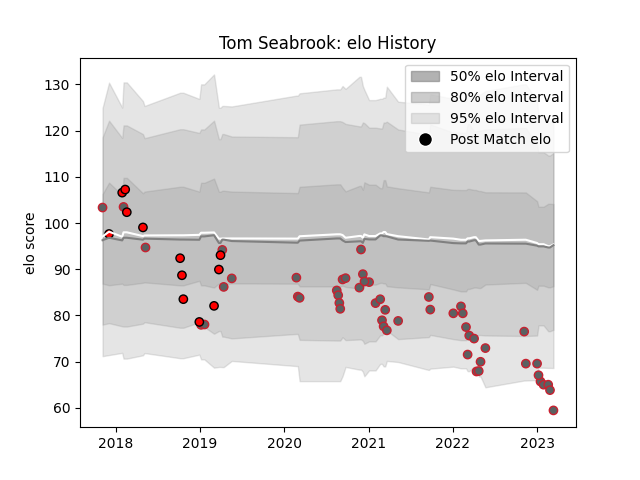 Tom Seabrook: elo History
50% elo Interval
80% elo Interval
95% elo Interval
Post Match elo
elo score
130
120
110
100
90
80
70
60
2018 2019 2020 2021 2022 2023